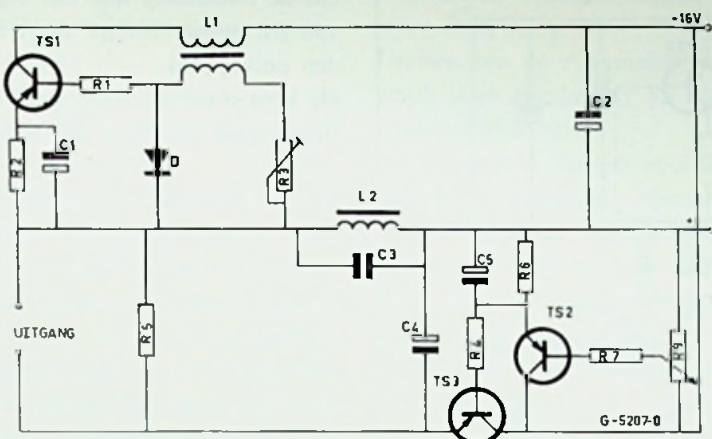 L1
-16V
TS1
R1
C2
R2
C1
D
R3
L2
C3
C5
R6
TS2
UITGANG
R5
C4
R4
R7
R9
TS3
G-5207-0